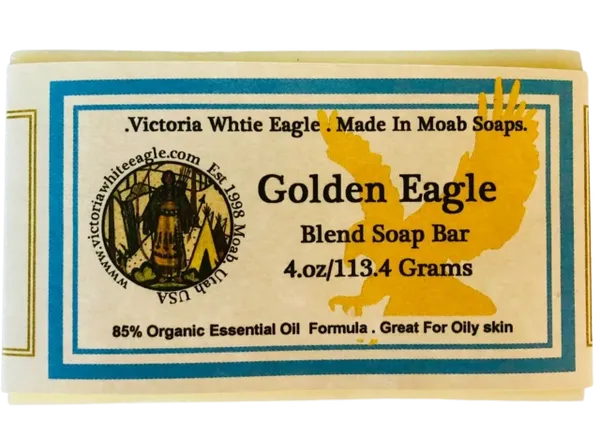 .Victoria Whtie Eagle . Made In Moab Soaps.
www.victoriawhiteeagle.com Est 1998 Moab Utah USA
Golden Eagle
Blend Soap Bar
4.oz/113.4 Grams
85% Organic Essential Oil Formula . Great For Oily skin